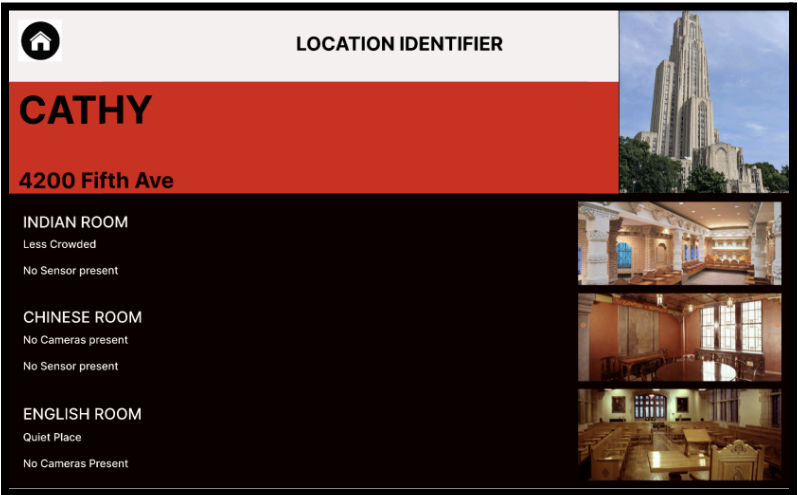 LOCATION IDENTIFIER
CATHY
4200 Fifth Ave
INDIAN ROOM
Less Crowded
No Sensor present
CHINESE ROOM
No Cameras present
No Sensor present
ENGLISH ROOM
Quiet Place
No Cameras Present